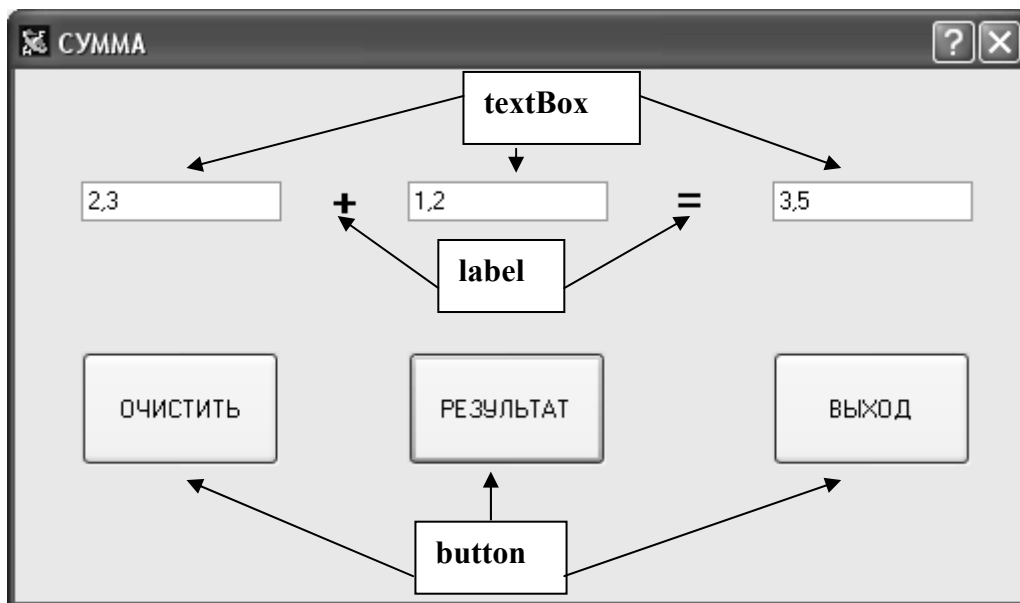 СУММА
textBox
2,3 + 1,2 = 3,5
label
ОЧИСТИТЬ РЕЗУЛЬТАТ ВЫХОД
button